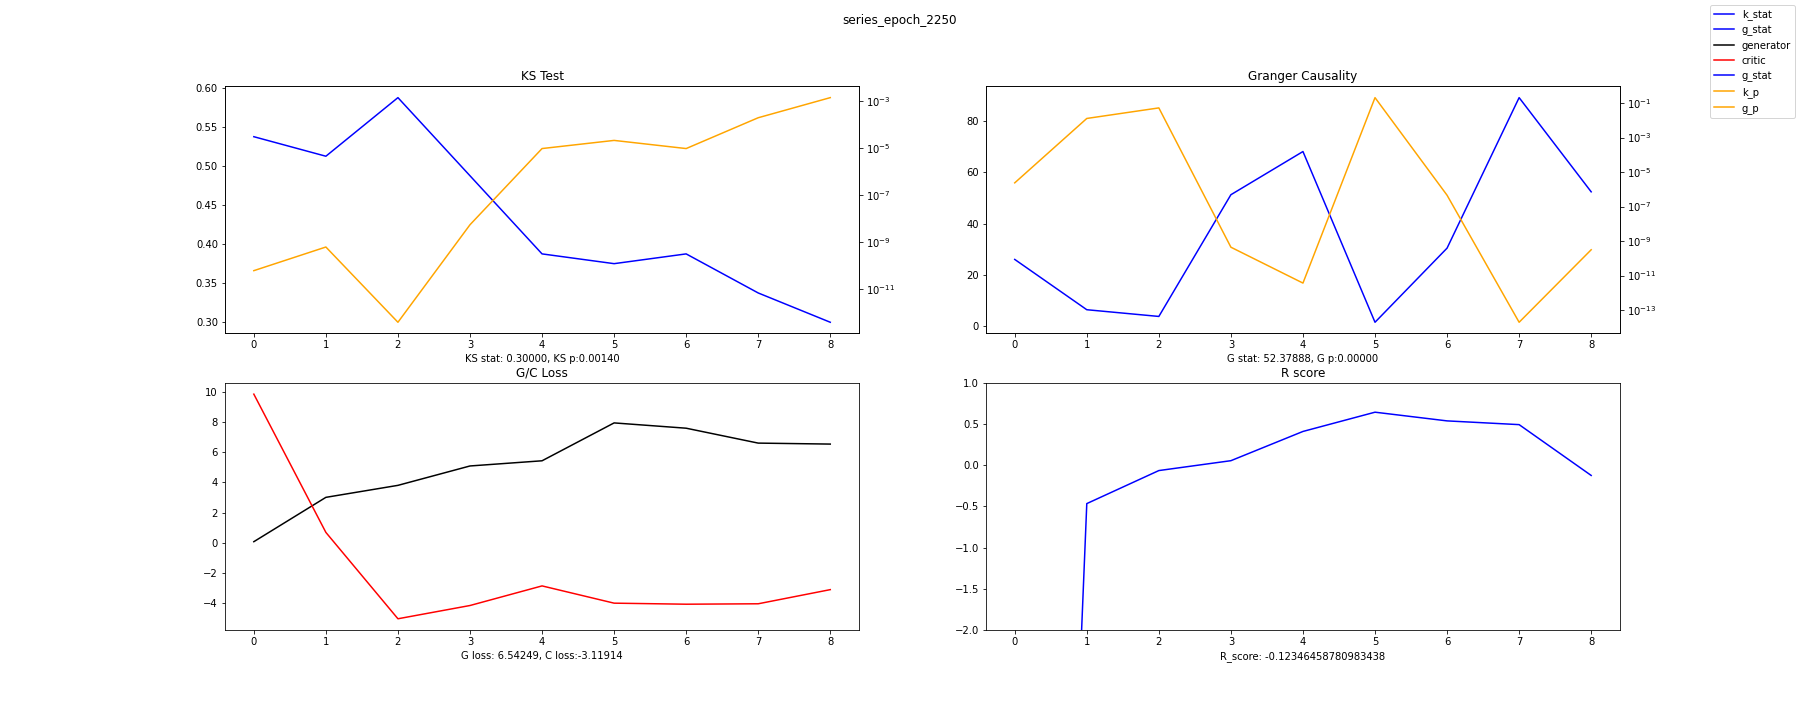 series_epoch_2250
k_stat
g_stat
generator
critic
g_stat
k_p
g_p
KS Test
0.60
0.55
0.50
0.45
0.40
0.35
0.30
10⁻³
10⁻⁵
10⁻⁷
10⁻⁹
10⁻¹¹
0 1 2 3 4 5 6 7 8
KS stat: 0.30000, KS p:0.00140
Granger Causality
80
60
40
20
0
10⁻¹
10⁻³
10⁻⁵
10⁻⁷
10⁻⁹
10⁻¹¹
10⁻¹³
0 1 2 3 4 5 6 7 8
G stat: 52.37888, G p:0.00000
G/C Loss
10
8
6
4
2
0
−2
−4
0 1 2 3 4 5 6 7 8
G loss: 6.54249, C loss:-3.11914
R score
1.0
0.5
0.0
−0.5
−1.0
−1.5
−2.0
0 1 2 3 4 5 6 7 8
R_score: -0.12346458780983438